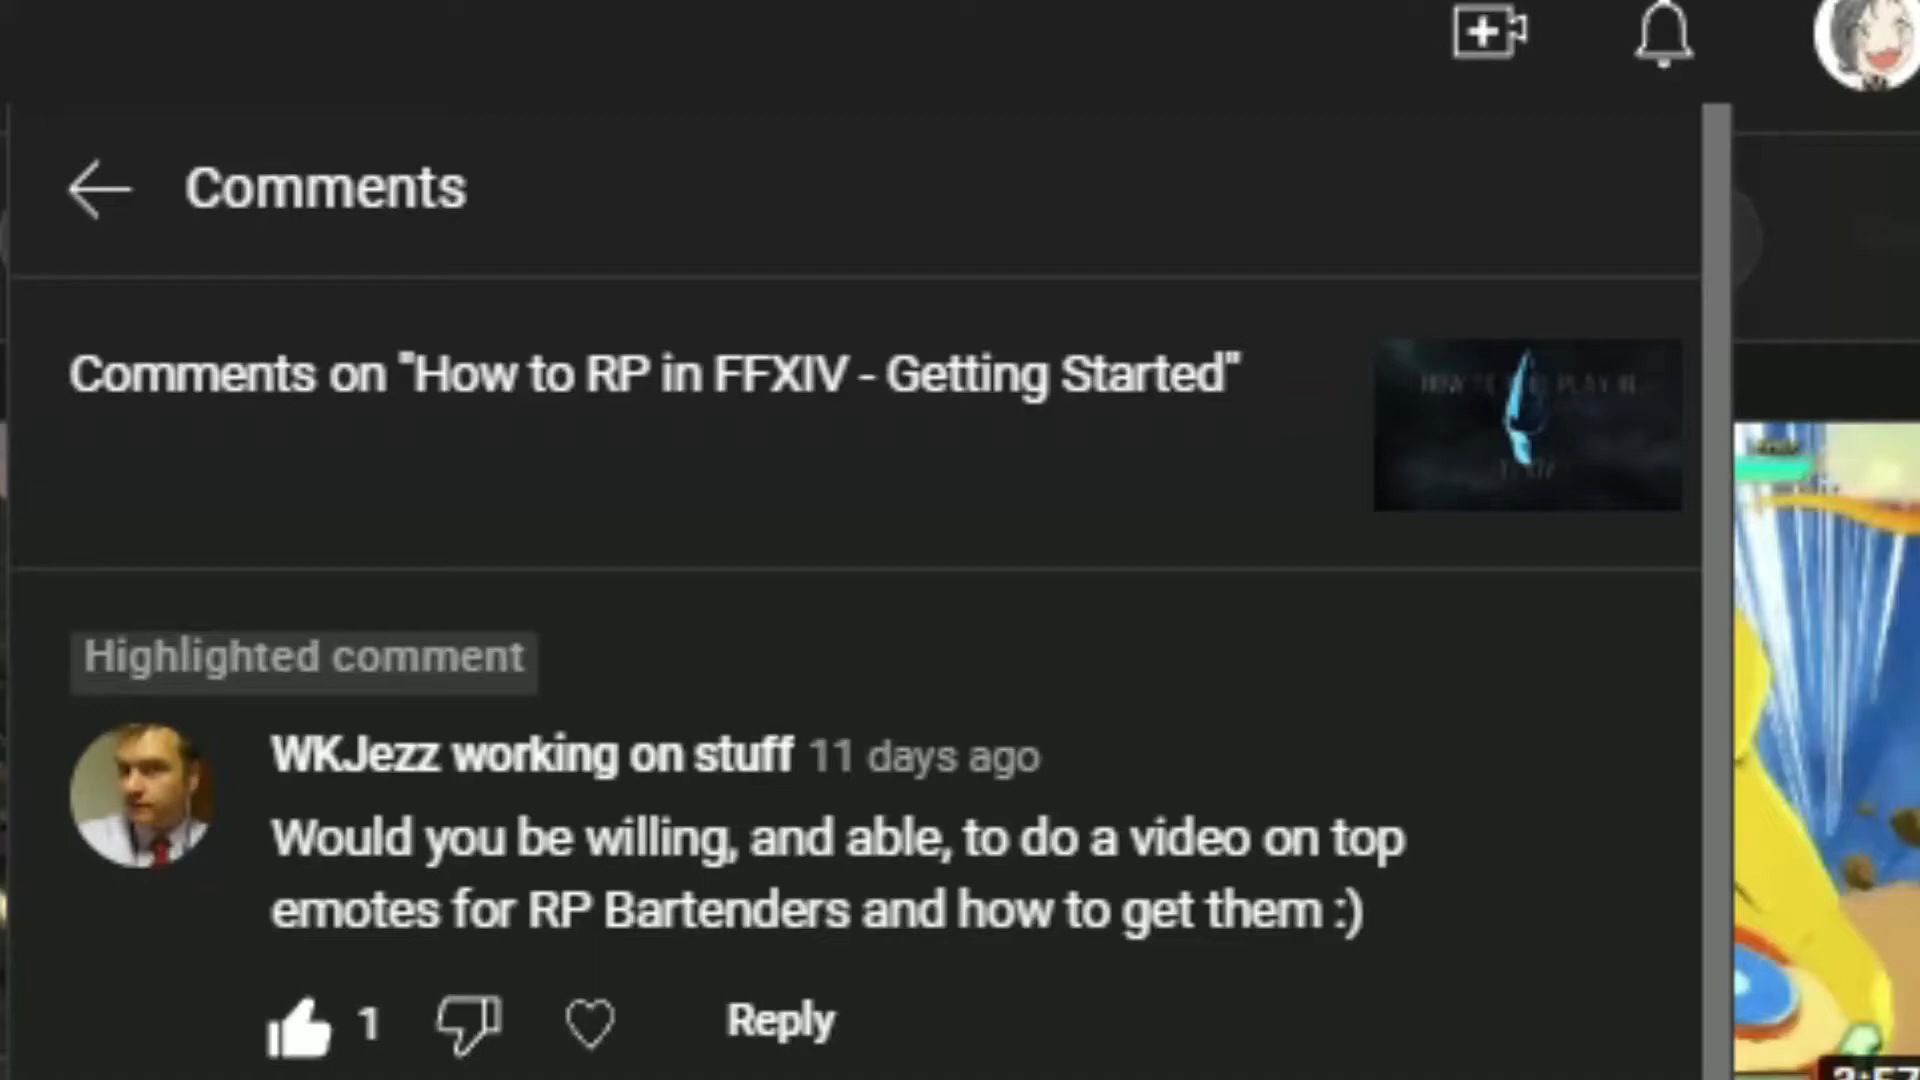 Comments
Comments on "How to RP in FFXIV - Getting Started"
Highlighted comment
WKJezz working on stuff 11 days ago
Would you be willing, and able, to do a video on top
emotes for RP Bartenders and how to get them :)
1
Reply